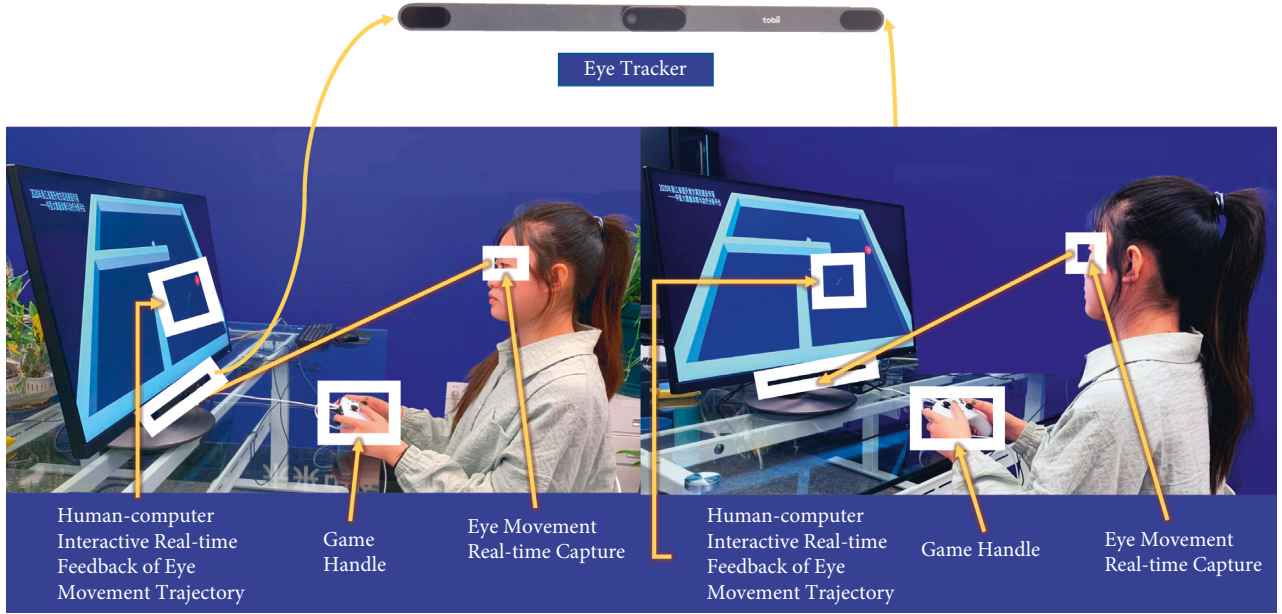 tobii
Eye Tracker
Human-computer
Interactive Real-time
Feedback of Eye
Movement Trajectory
Game
Handle
Eye Movement
Real-time Capture
Human-computer
Interactive Real-time
Feedback of Eye
Movement Trajectory
Game Handle
Eye Movement
Real-time Capture